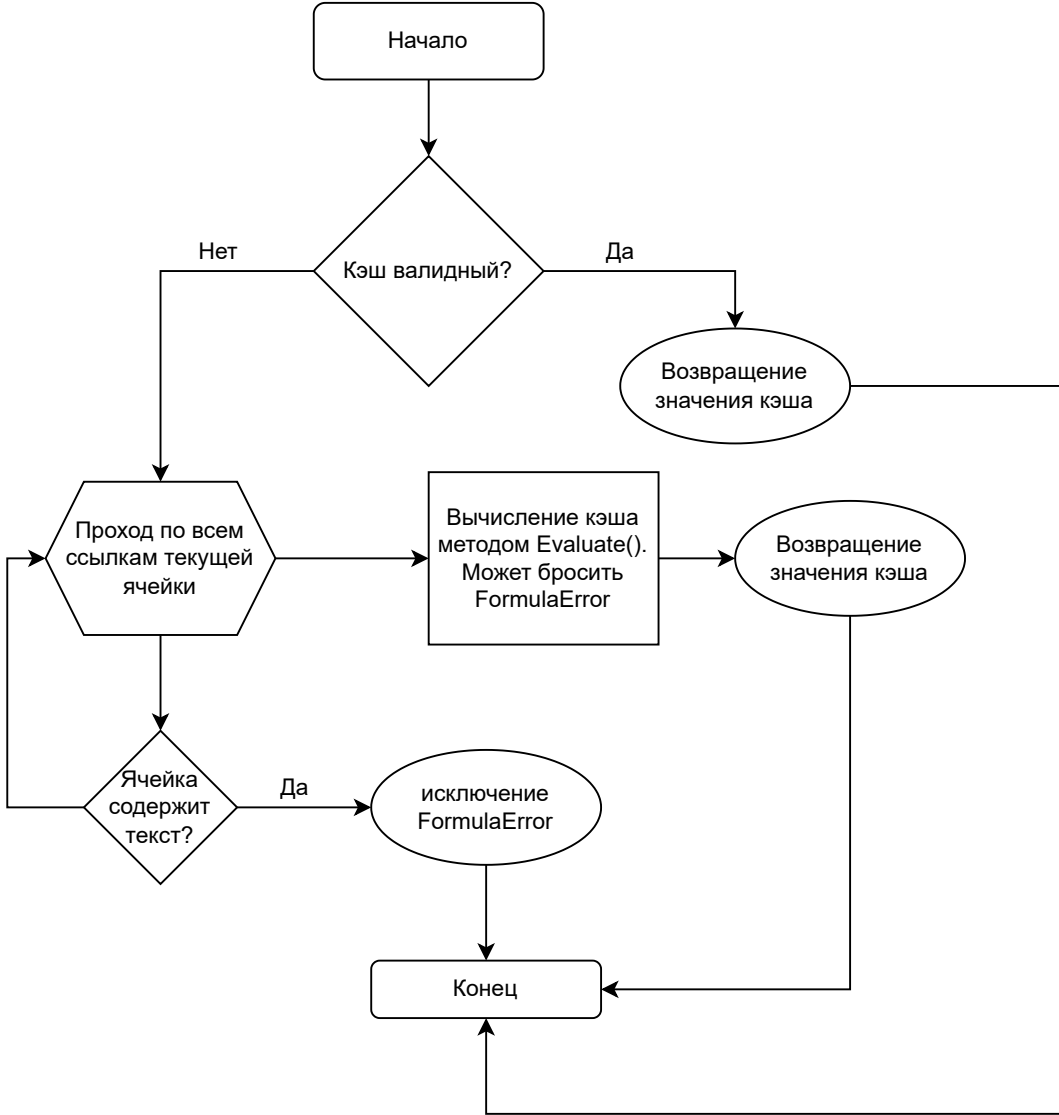 Начало
Кэш валидный?
Нет
Да
Возвращение
значения кэша
Проход по всем
ссылкам текущей
ячейки
Вычисление кэша
методом Evaluate().
Может бросить
FormulaError
Возвращение
значения кэша
Ячейка
содержит
текст?
Да
исключение
FormulaError
Конец